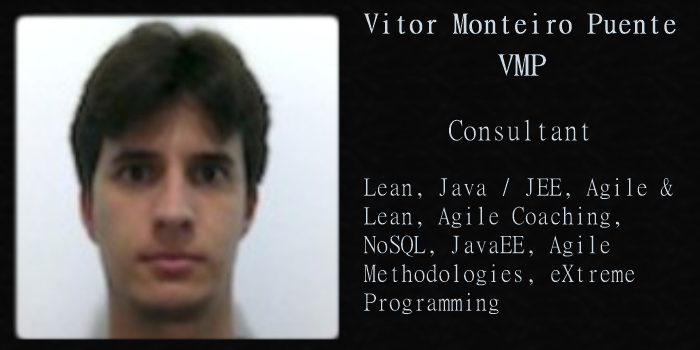 Vitor Monteiro Puente
VMP
Consultant
Lean, Java / JEE, Agile &
Lean, Agile Coaching,
NoSQL, JavaEE, Agile
Methodologies, eXtreme
Programming